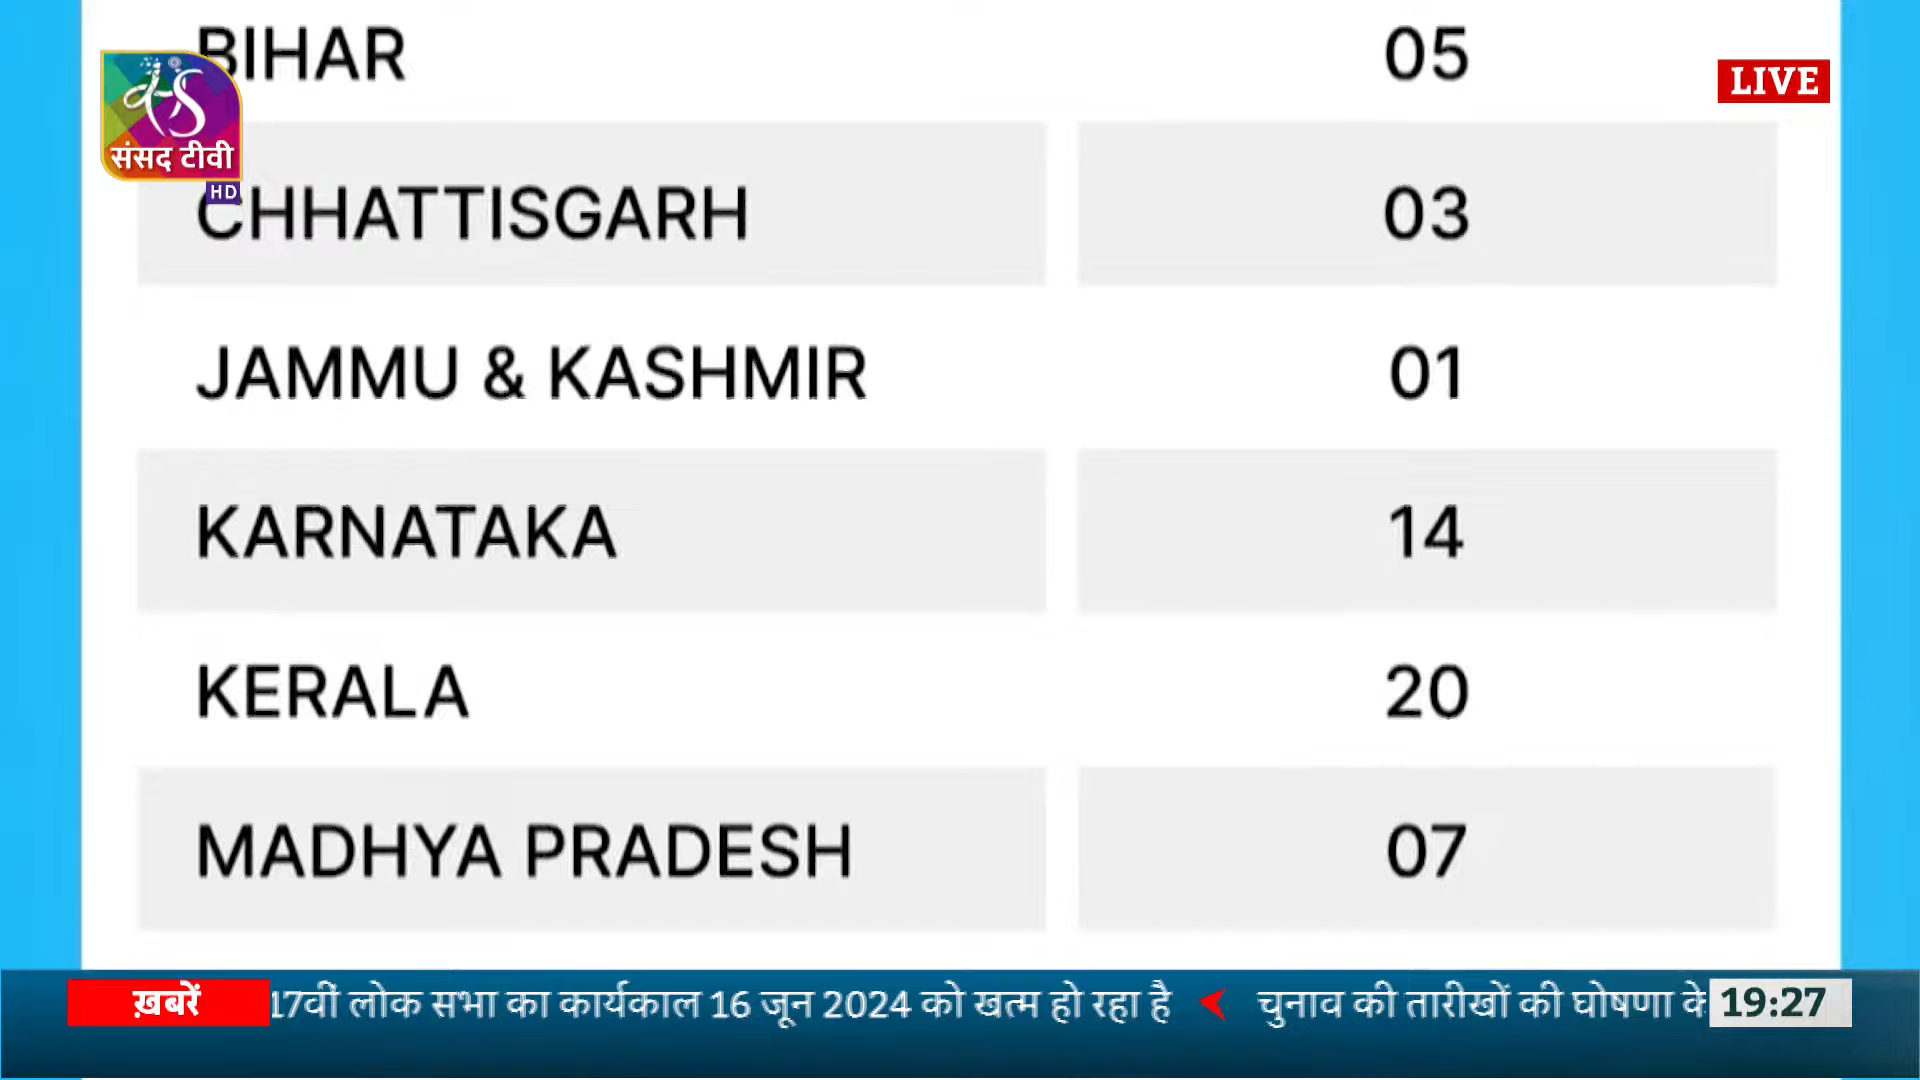 BIHAR 05
LIVE
संसद टीवी
HD
CHHATTISGARH 03
JAMMU & KASHMIR 01
KARNATAKA 14
KERALA 20
MADHYA PRADESH 07
ख़बरें 17वीं लोक सभा का कार्यकाल 16 जून 2024 को खत्म हो रहा है चुनाव की तारीखों की घोषणा के 19:27